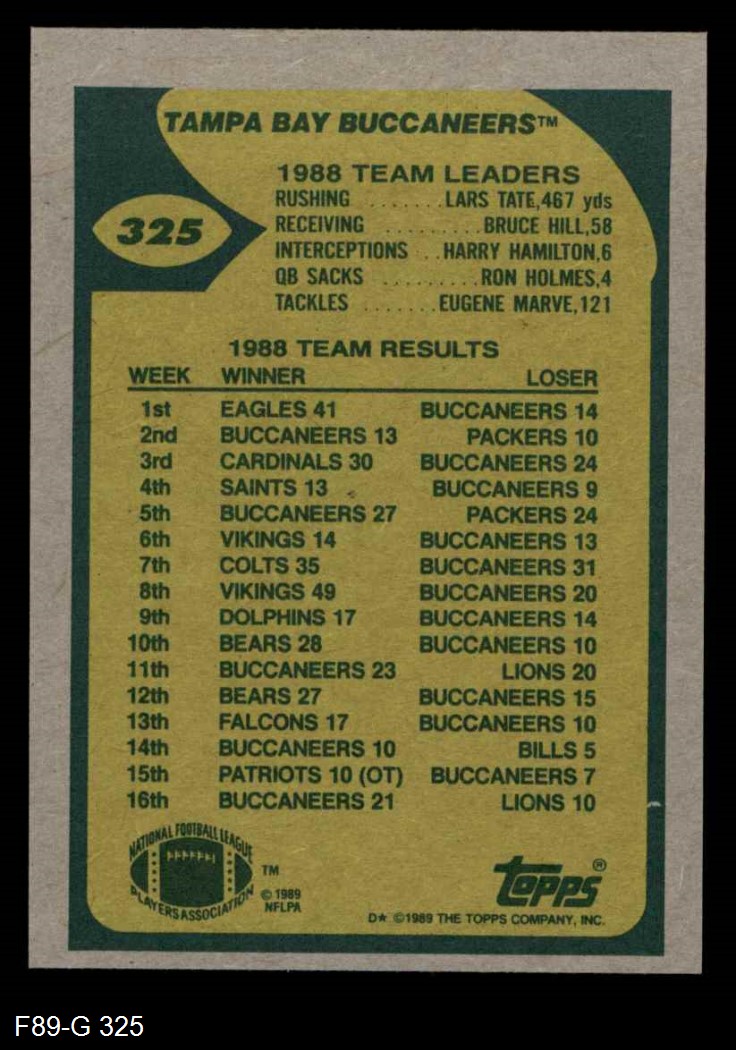 TAMPA BAY BUCCANEERS™
325
1988 TEAM LEADERS
RUSHING .......LARS TATE,467 yds
RECEIVING .........BRUCE HILL,58
INTERCEPTIONS ..HARRY HAMILTON,6
QB SACKS .........RON HOLMES,4
TACKLES .......EUGENE MARVE,121
1988 TEAM RESULTS
WEEK WINNER LOSER
1st EAGLES 41 BUCCANEERS 14
2nd BUCCANEERS 13 PACKERS 10
3rd CARDINALS 30 BUCCANEERS 24
4th SAINTS 13 BUCCANEERS 9
5th BUCCANEERS 27 PACKERS 24
6th VIKINGS 14 BUCCANEERS 13
7th COLTS 35 BUCCANEERS 31
8th VIKINGS 49 BUCCANEERS 20
9th DOLPHINS 17 BUCCANEERS 14
10th BEARS 28 BUCCANEERS 10
11th BUCCANEERS 23 LIONS 20
12th BEARS 27 BUCCANEERS 15
13th FALCONS 17 BUCCANEERS 10
14th BUCCANEERS 10 BILLS 5
15th PATRIOTS 10 (OT) BUCCANEERS 7
16th BUCCANEERS 21 LIONS 10
NATIONAL FOOTBALL LEAGUE
PLAYERS ASSOCIATION
TM
© 1989
NFLPA
topps®
D★ ©1989 THE TOPPS COMPANY, INC.
F89-G 325